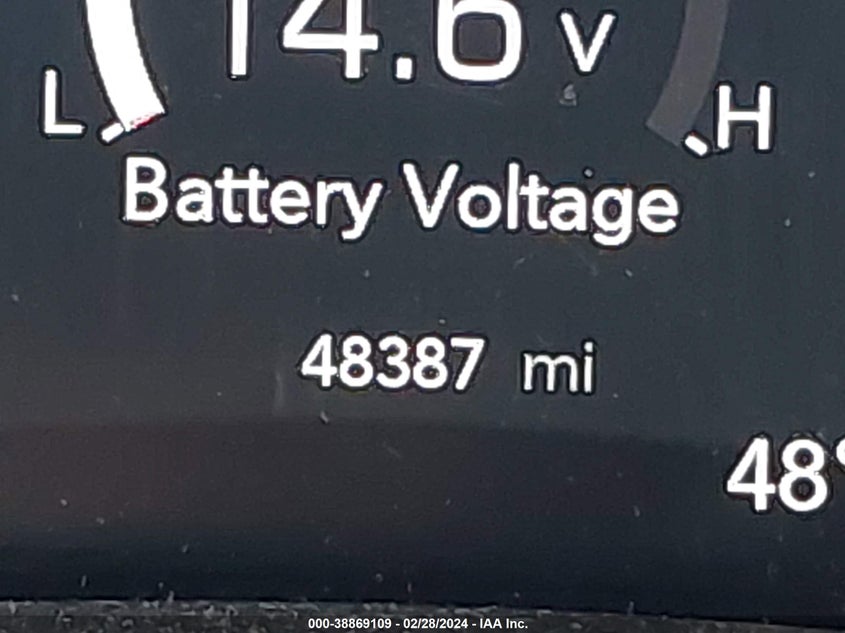 14.6 V
L H
Battery Voltage
48387 mi
48°
000-38869109 - 02/28/2024 - IAA Inc.